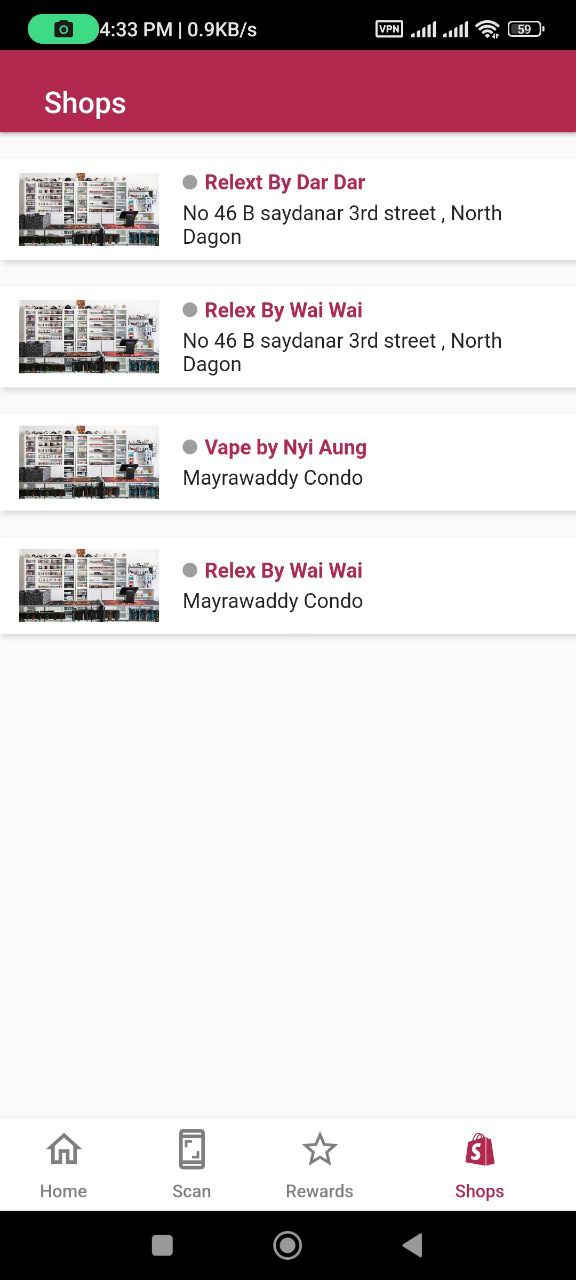 4:33 PM | 0.9KB/s VPN 59
Shops
Relext By Dar Dar
No 46 B saydanar 3rd street , North
Dagon
Relex By Wai Wai
No 46 B saydanar 3rd street , North
Dagon
Vape by Nyi Aung
Mayrawaddy Condo
Relex By Wai Wai
Mayrawaddy Condo
Home Scan Rewards Shops